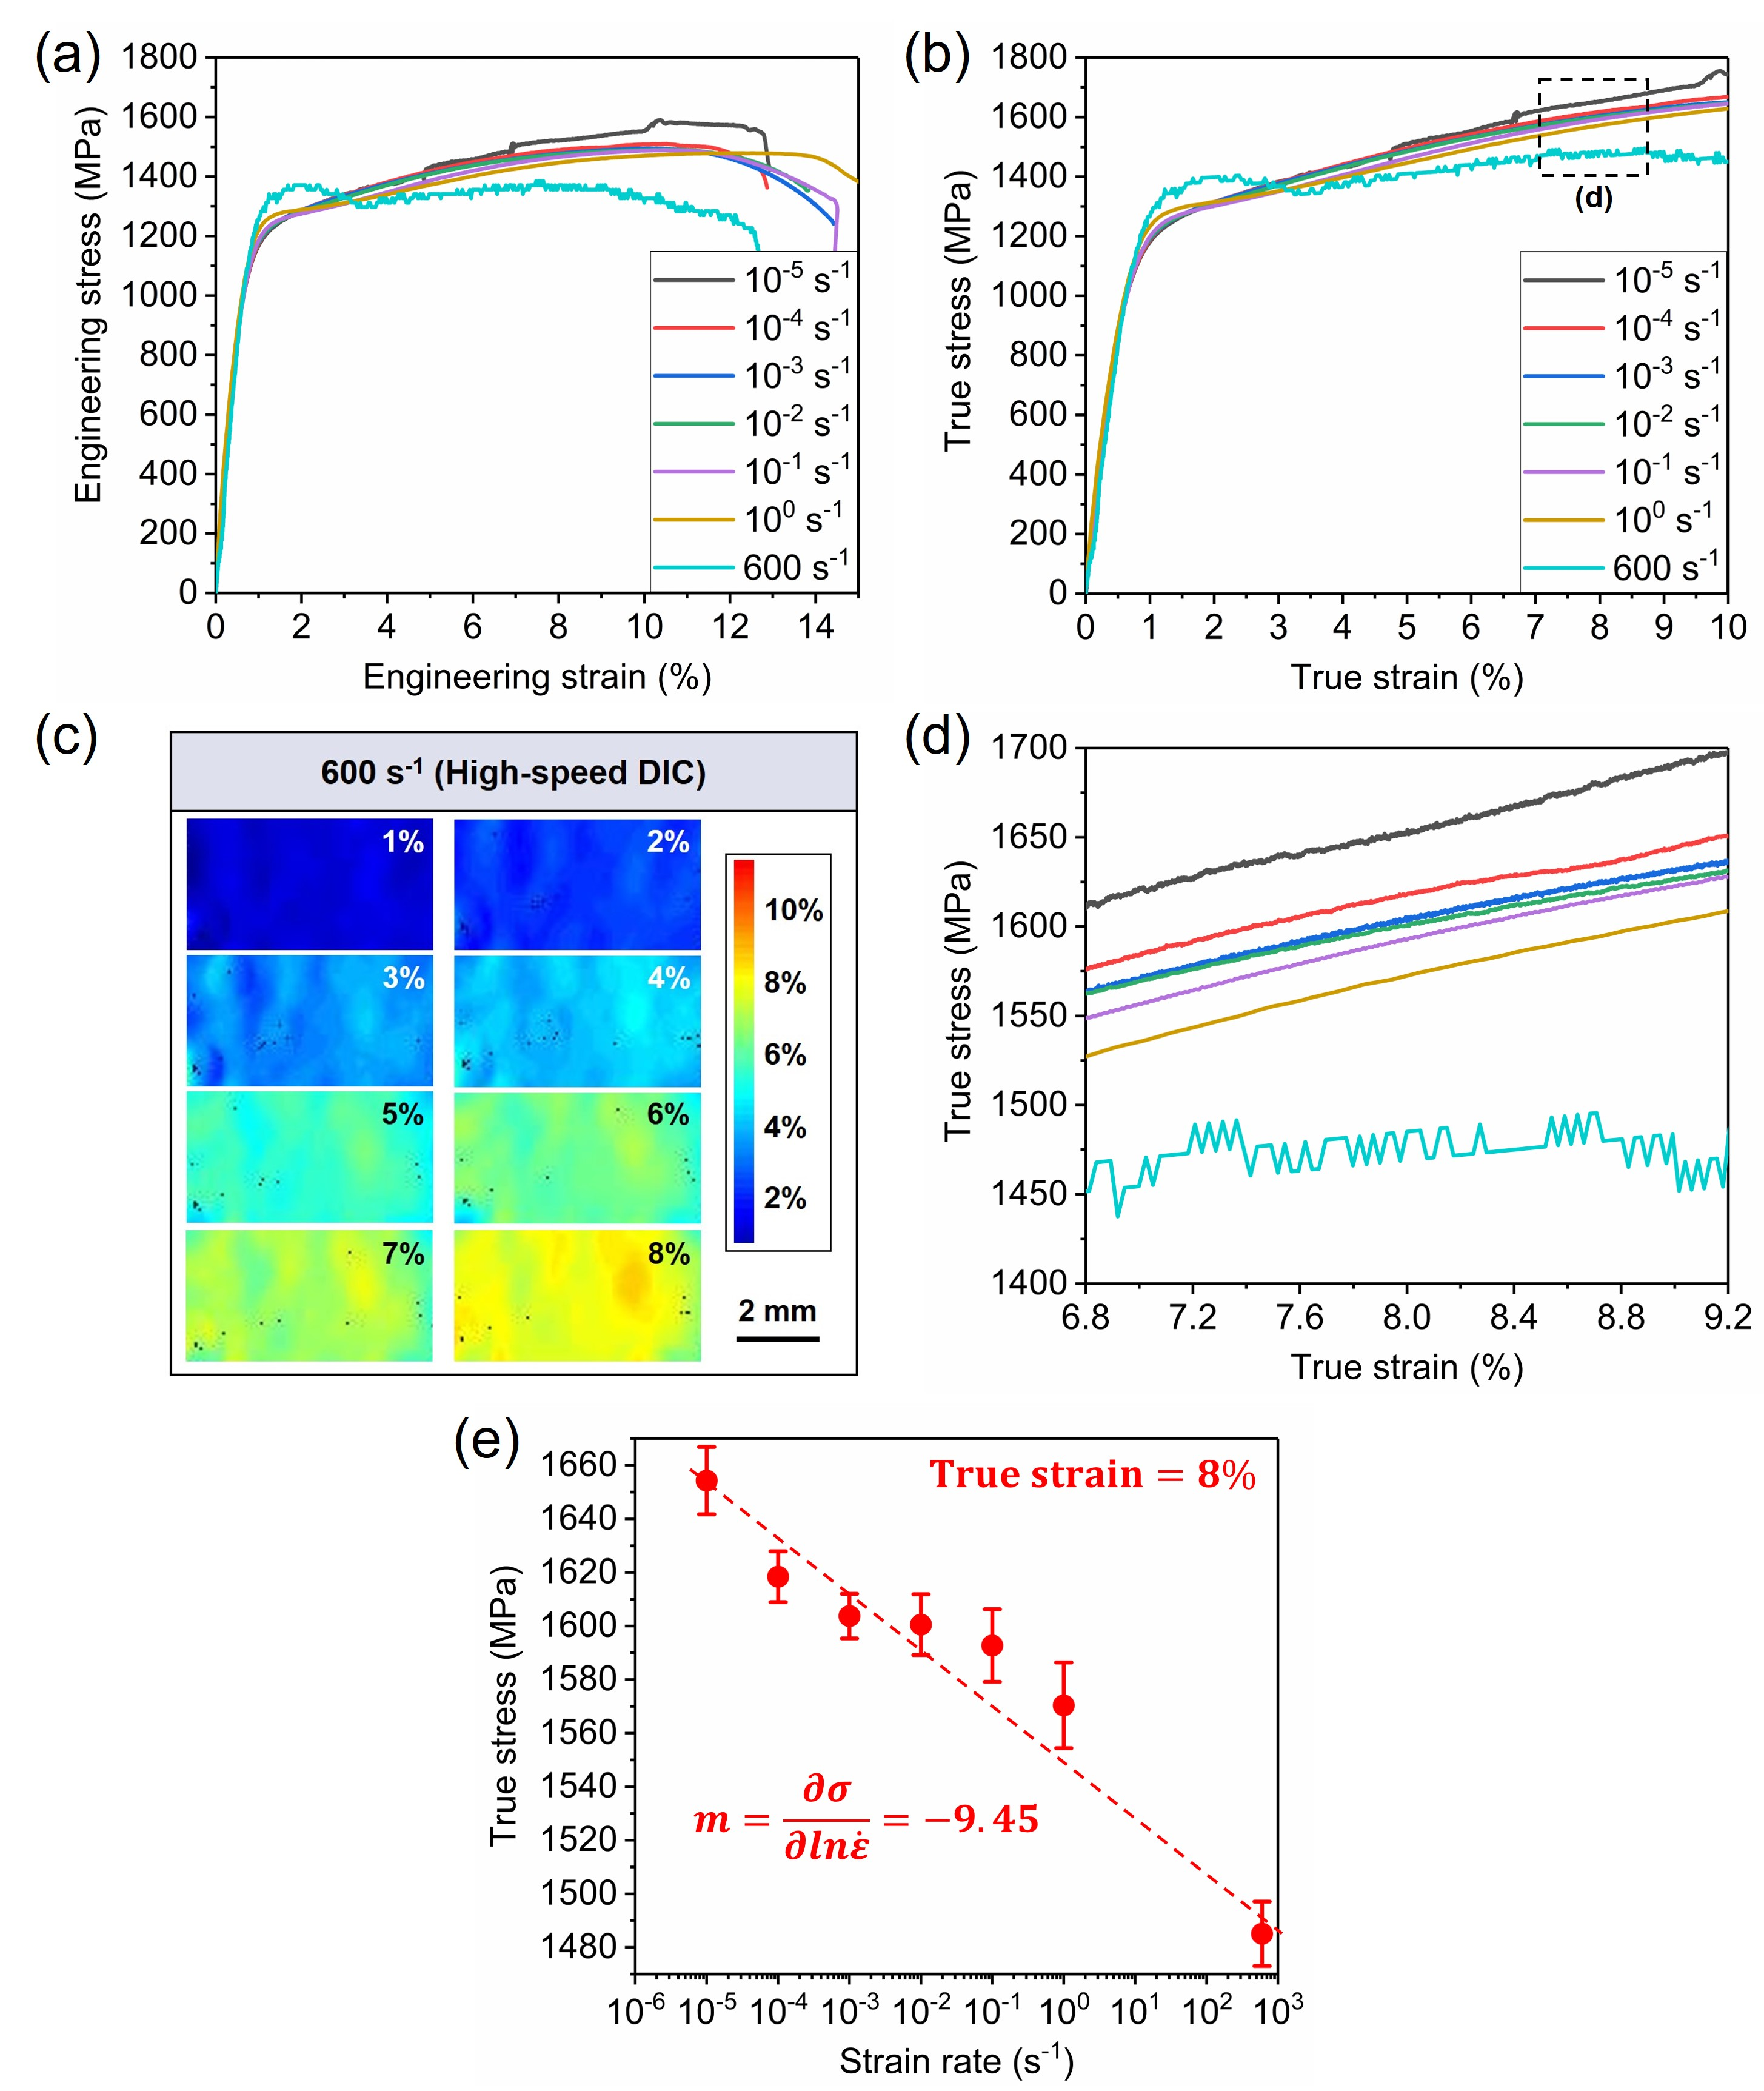 (a)
1800
1600
1400
1200
1000
800
600
400
200
0
Engineering stress (MPa)
0 2 4 6 8 10 12 14
Engineering strain (%)
10⁻⁵ s⁻¹
10⁻⁴ s⁻¹
10⁻³ s⁻¹
10⁻² s⁻¹
10⁻¹ s⁻¹
10⁰ s⁻¹
600 s⁻¹
(b)
1800
1600
1400
1200
1000
800
600
400
200
0
True stress (MPa)
(d)
0 1 2 3 4 5 6 7 8 9 10
True strain (%)
10⁻⁵ s⁻¹
10⁻⁴ s⁻¹
10⁻³ s⁻¹
10⁻² s⁻¹
10⁻¹ s⁻¹
10⁰ s⁻¹
600 s⁻¹
(c)
600 s⁻¹ (High-speed DIC)
1% 2%
3% 4%
5% 6%
7% 8%
10%
8%
6%
4%
2%
2 mm
(d)
1700
1650
1600
1550
1500
1450
1400
True stress (MPa)
6.8 7.2 7.6 8.0 8.4 8.8 9.2
True strain (%)
(e)
1660
1640
1620
1600
1580
1560
1540
1520
1500
1480
True stress (MPa)
True strain = 8%
m = ∂σ/∂lnε̇ = −9.45
10⁻⁶ 10⁻⁵ 10⁻⁴ 10⁻³ 10⁻² 10⁻¹ 10⁰ 10¹ 10² 10³
Strain rate (s⁻¹)